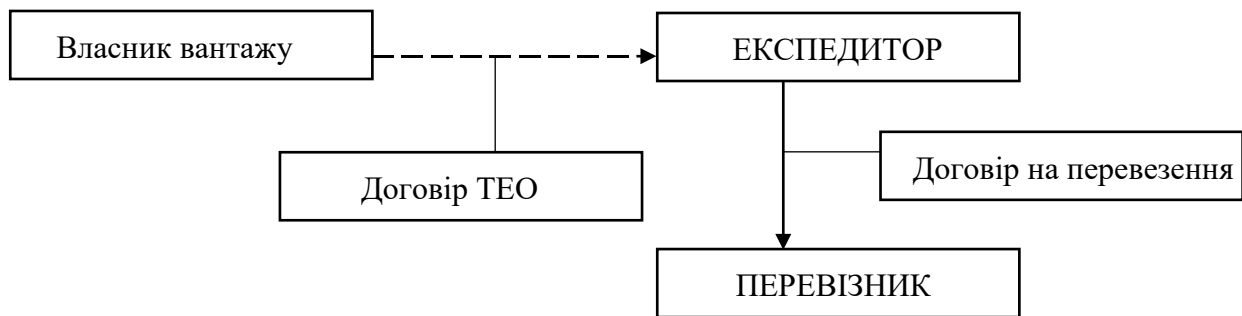 Власник вантажу
ЕКСПЕДИТОР
Договір ТЕО
Договір на перевезення
ПЕРЕВІЗНИК